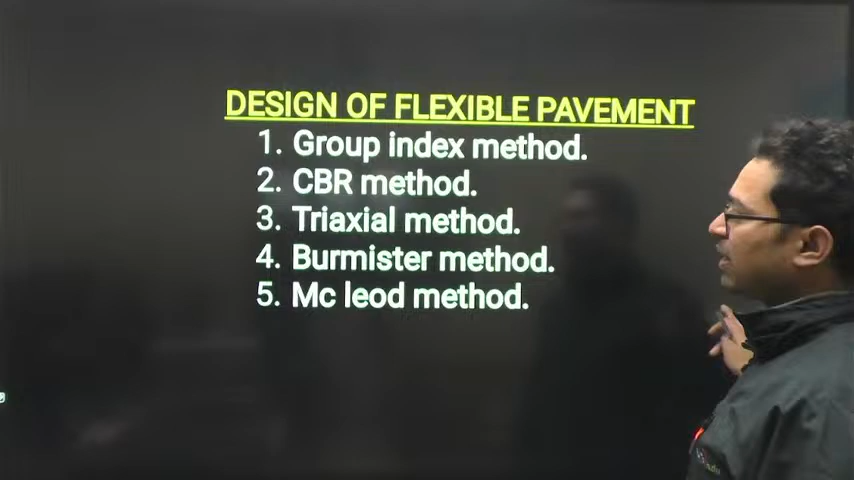 DESIGN OF FLEXIBLE PAVEMENT
1. Group index method.
2. CBR method.
3. Triaxial method.
4. Burmister method.
5. Mc leod method.